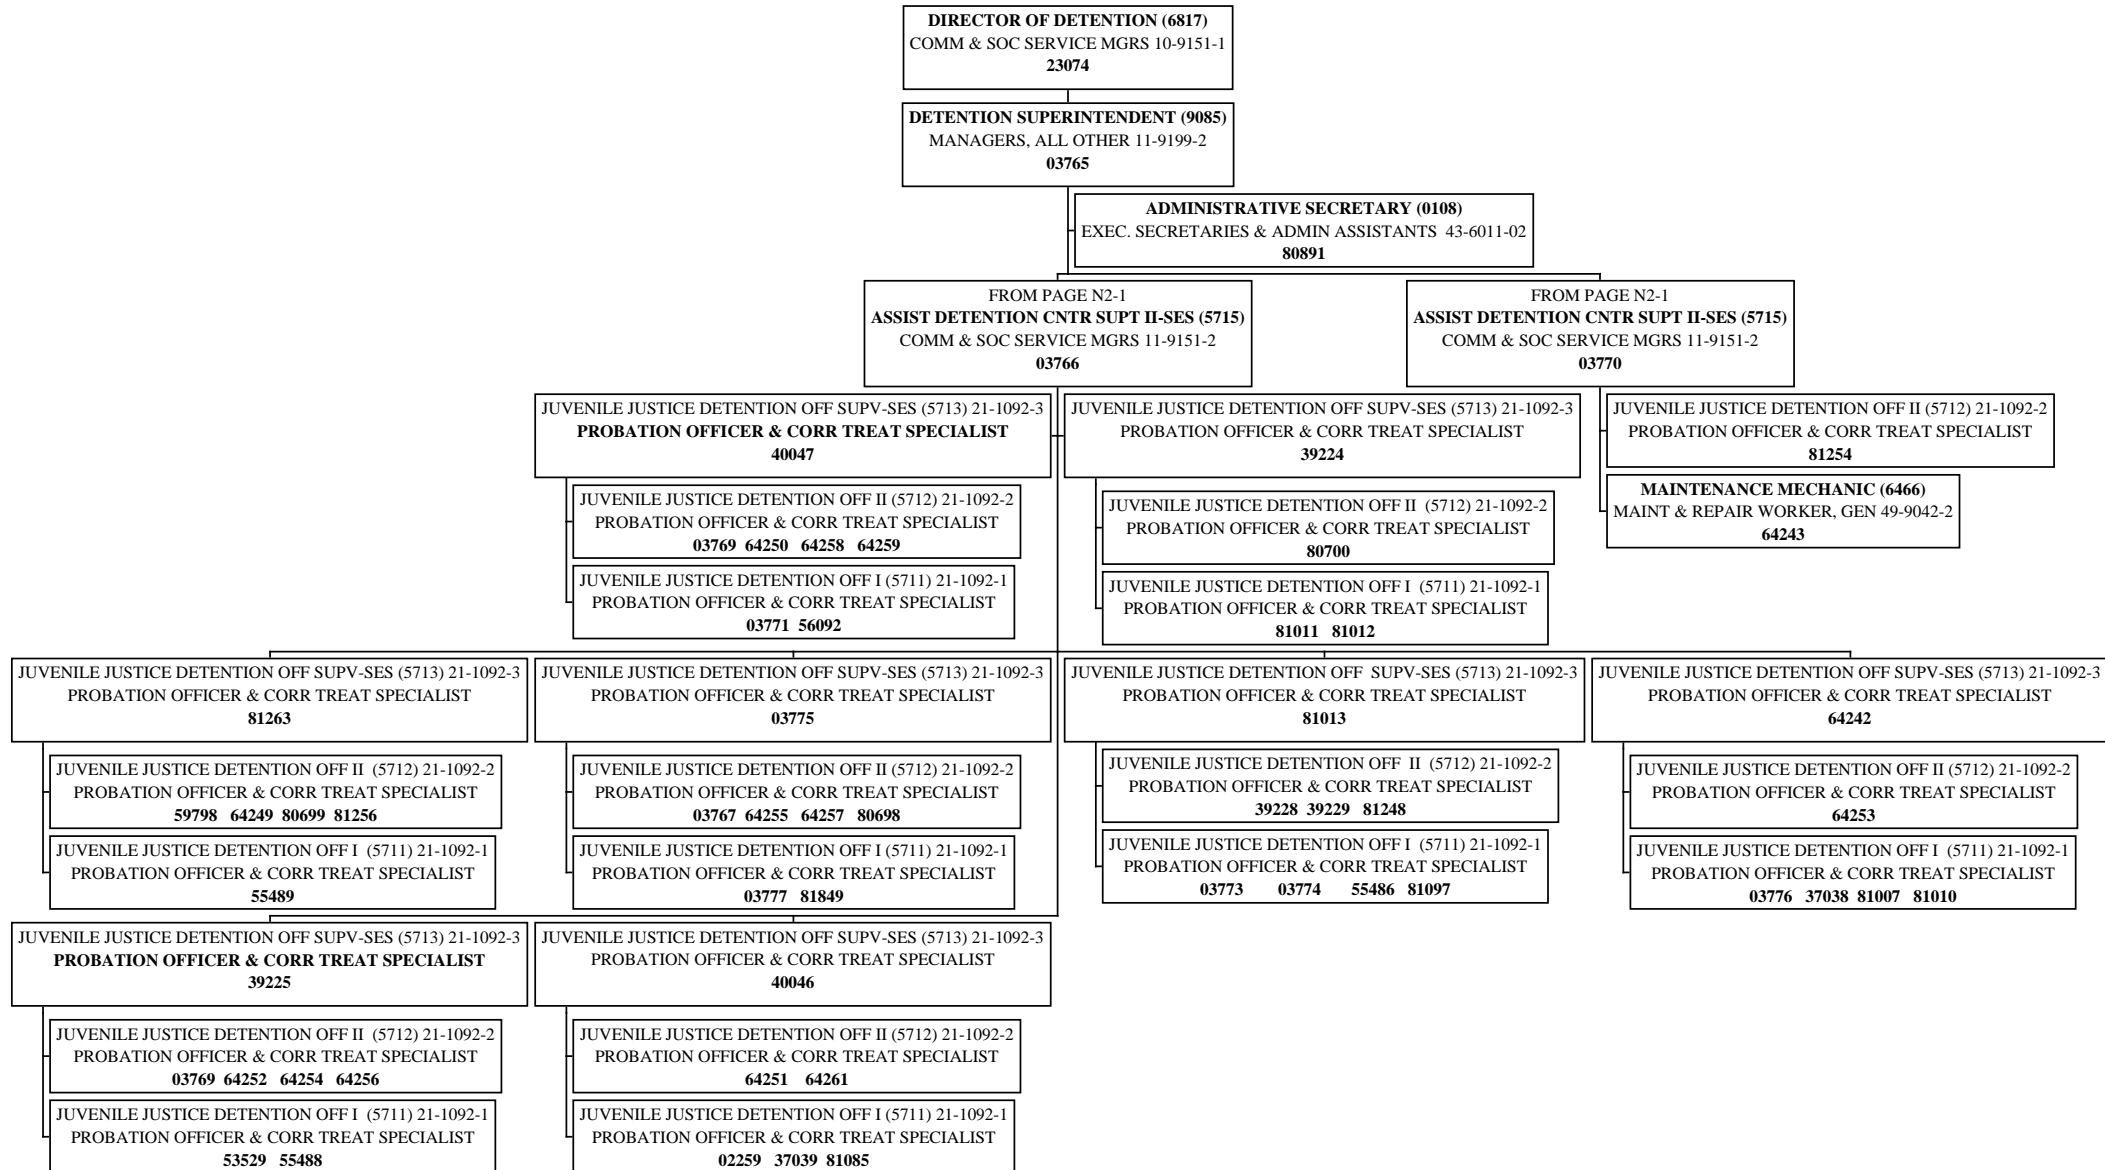 DIRECTOR OF DETENTION (6817)
COMM & SOC SERVICE MGRS 10-9151-1
23074
DETENTION SUPERINTENDENT (9085)
MANAGERS, ALL OTHER 11-9199-2
03765
ADMINISTRATIVE SECRETARY (0108)
EXEC. SECRETARIES & ADMIN ASSISTANTS 43-6011-02
80891
FROM PAGE N2-1
ASSIST DETENTION CNTR SUPT II-SES (5715)
COMM & SOC SERVICE MGRS 11-9151-2
03766
FROM PAGE N2-1
ASSIST DETENTION CNTR SUPT II-SES (5715)
COMM & SOC SERVICE MGRS 11-9151-2
03770
JUVENILE JUSTICE DETENTION OFF SUPV-SES (5713) 21-1092-3
PROBATION OFFICER & CORR TREAT SPECIALIST
40047
JUVENILE JUSTICE DETENTION OFF II (5712) 21-1092-2
PROBATION OFFICER & CORR TREAT SPECIALIST
03769 64250 64258 64259
JUVENILE JUSTICE DETENTION OFF I (5711) 21-1092-1
PROBATION OFFICER & CORR TREAT SPECIALIST
03771 56092
JUVENILE JUSTICE DETENTION OFF SUPV-SES (5713) 21-1092-3
PROBATION OFFICER & CORR TREAT SPECIALIST
39224
JUVENILE JUSTICE DETENTION OFF II (5712) 21-1092-2
PROBATION OFFICER & CORR TREAT SPECIALIST
80700
JUVENILE JUSTICE DETENTION OFF I (5711) 21-1092-1
PROBATION OFFICER & CORR TREAT SPECIALIST
81011 81012
JUVENILE JUSTICE DETENTION OFF II (5712) 21-1092-2
PROBATION OFFICER & CORR TREAT SPECIALIST
81254
MAINTENANCE MECHANIC (6466)
MAINT & REPAIR WORKER, GEN 49-9042-2
64243
JUVENILE JUSTICE DETENTION OFF SUPV-SES (5713) 21-1092-3
PROBATION OFFICER & CORR TREAT SPECIALIST
81263
JUVENILE JUSTICE DETENTION OFF II (5712) 21-1092-2
PROBATION OFFICER & CORR TREAT SPECIALIST
59798 64249 80699 81256
JUVENILE JUSTICE DETENTION OFF I (5711) 21-1092-1
PROBATION OFFICER & CORR TREAT SPECIALIST
55489
JUVENILE JUSTICE DETENTION OFF SUPV-SES (5713) 21-1092-3
PROBATION OFFICER & CORR TREAT SPECIALIST
03775
JUVENILE JUSTICE DETENTION OFF II (5712) 21-1092-2
PROBATION OFFICER & CORR TREAT SPECIALIST
03767 64255 64257 80698
JUVENILE JUSTICE DETENTION OFF I (5711) 21-1092-1
PROBATION OFFICER & CORR TREAT SPECIALIST
03777 81849
JUVENILE JUSTICE DETENTION OFF SUPV-SES (5713) 21-1092-3
PROBATION OFFICER & CORR TREAT SPECIALIST
81013
JUVENILE JUSTICE DETENTION OFF II (5712) 21-1092-2
PROBATION OFFICER & CORR TREAT SPECIALIST
39228 39229 81248
JUVENILE JUSTICE DETENTION OFF I (5711) 21-1092-1
PROBATION OFFICER & CORR TREAT SPECIALIST
03773 03774 55486 81097
JUVENILE JUSTICE DETENTION OFF SUPV-SES (5713) 21-1092-3
PROBATION OFFICER & CORR TREAT SPECIALIST
64242
JUVENILE JUSTICE DETENTION OFF II (5712) 21-1092-2
PROBATION OFFICER & CORR TREAT SPECIALIST
64253
JUVENILE JUSTICE DETENTION OFF I (5711) 21-1092-1
PROBATION OFFICER & CORR TREAT SPECIALIST
03776 37038 81007 81010
JUVENILE JUSTICE DETENTION OFF SUPV-SES (5713) 21-1092-3
PROBATION OFFICER & CORR TREAT SPECIALIST
39225
JUVENILE JUSTICE DETENTION OFF II (5712) 21-1092-2
PROBATION OFFICER & CORR TREAT SPECIALIST
03769 64252 64254 64256
JUVENILE JUSTICE DETENTION OFF I (5711) 21-1092-1
PROBATION OFFICER & CORR TREAT SPECIALIST
53529 55488
JUVENILE JUSTICE DETENTION OFF SUPV-SES (5713) 21-1092-3
PROBATION OFFICER & CORR TREAT SPECIALIST
40046
JUVENILE JUSTICE DETENTION OFF II (5712) 21-1092-2
PROBATION OFFICER & CORR TREAT SPECIALIST
64251 64261
JUVENILE JUSTICE DETENTION OFF I (5711) 21-1092-1
PROBATION OFFICER & CORR TREAT SPECIALIST
02259 37039 81085